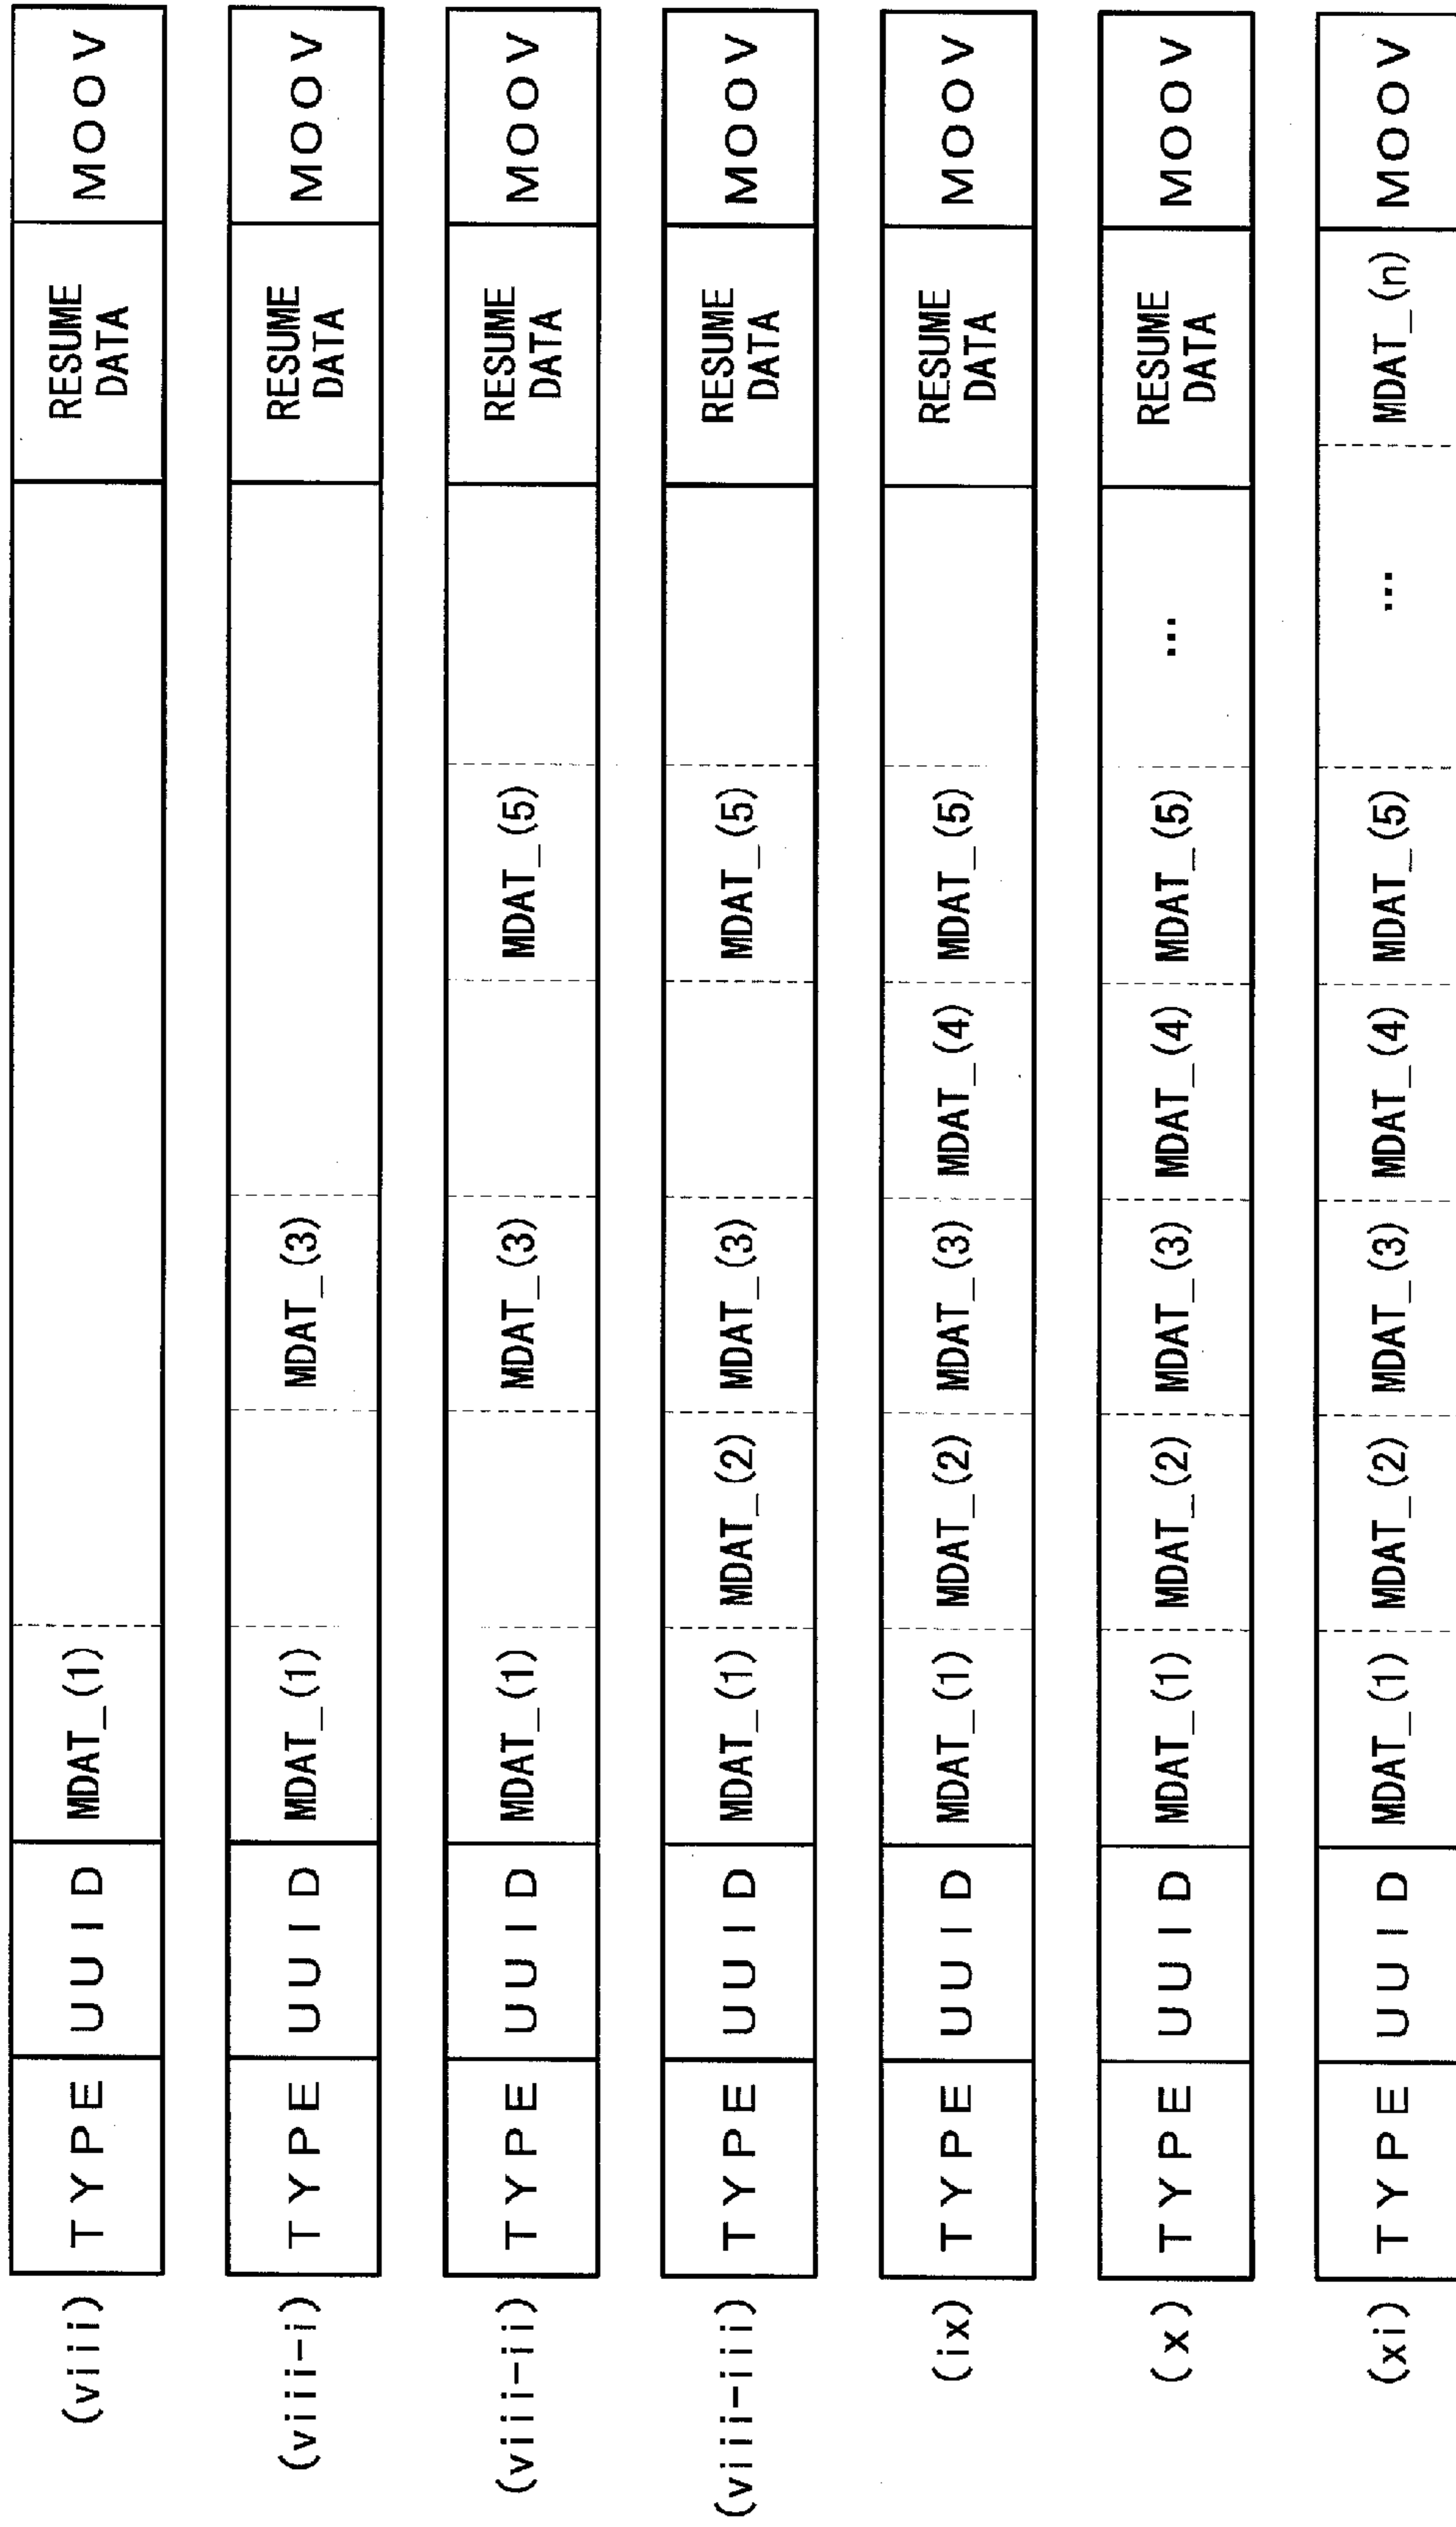 (viii) TYPE UUID MDAT_(1) RESUME DATA MOOV
(viii-i) TYPE UUID MDAT_(1) MDAT_(3) RESUME DATA MOOV
(viii-ii) TYPE UUID MDAT_(1) MDAT_(3) MDAT_(5) RESUME DATA MOOV
(viii-iii) TYPE UUID MDAT_(1) MDAT_(2) MDAT_(3) MDAT_(5) RESUME DATA MOOV
(ix) TYPE UUID MDAT_(1) MDAT_(2) MDAT_(3) MDAT_(4) MDAT_(5) RESUME DATA MOOV
(x) TYPE UUID MDAT_(1) MDAT_(2) MDAT_(3) MDAT_(4) MDAT_(5) ... RESUME DATA MOOV
(xi) TYPE UUID MDAT_(1) MDAT_(2) MDAT_(3) MDAT_(4) MDAT_(5) ... MDAT_(n) MOOV